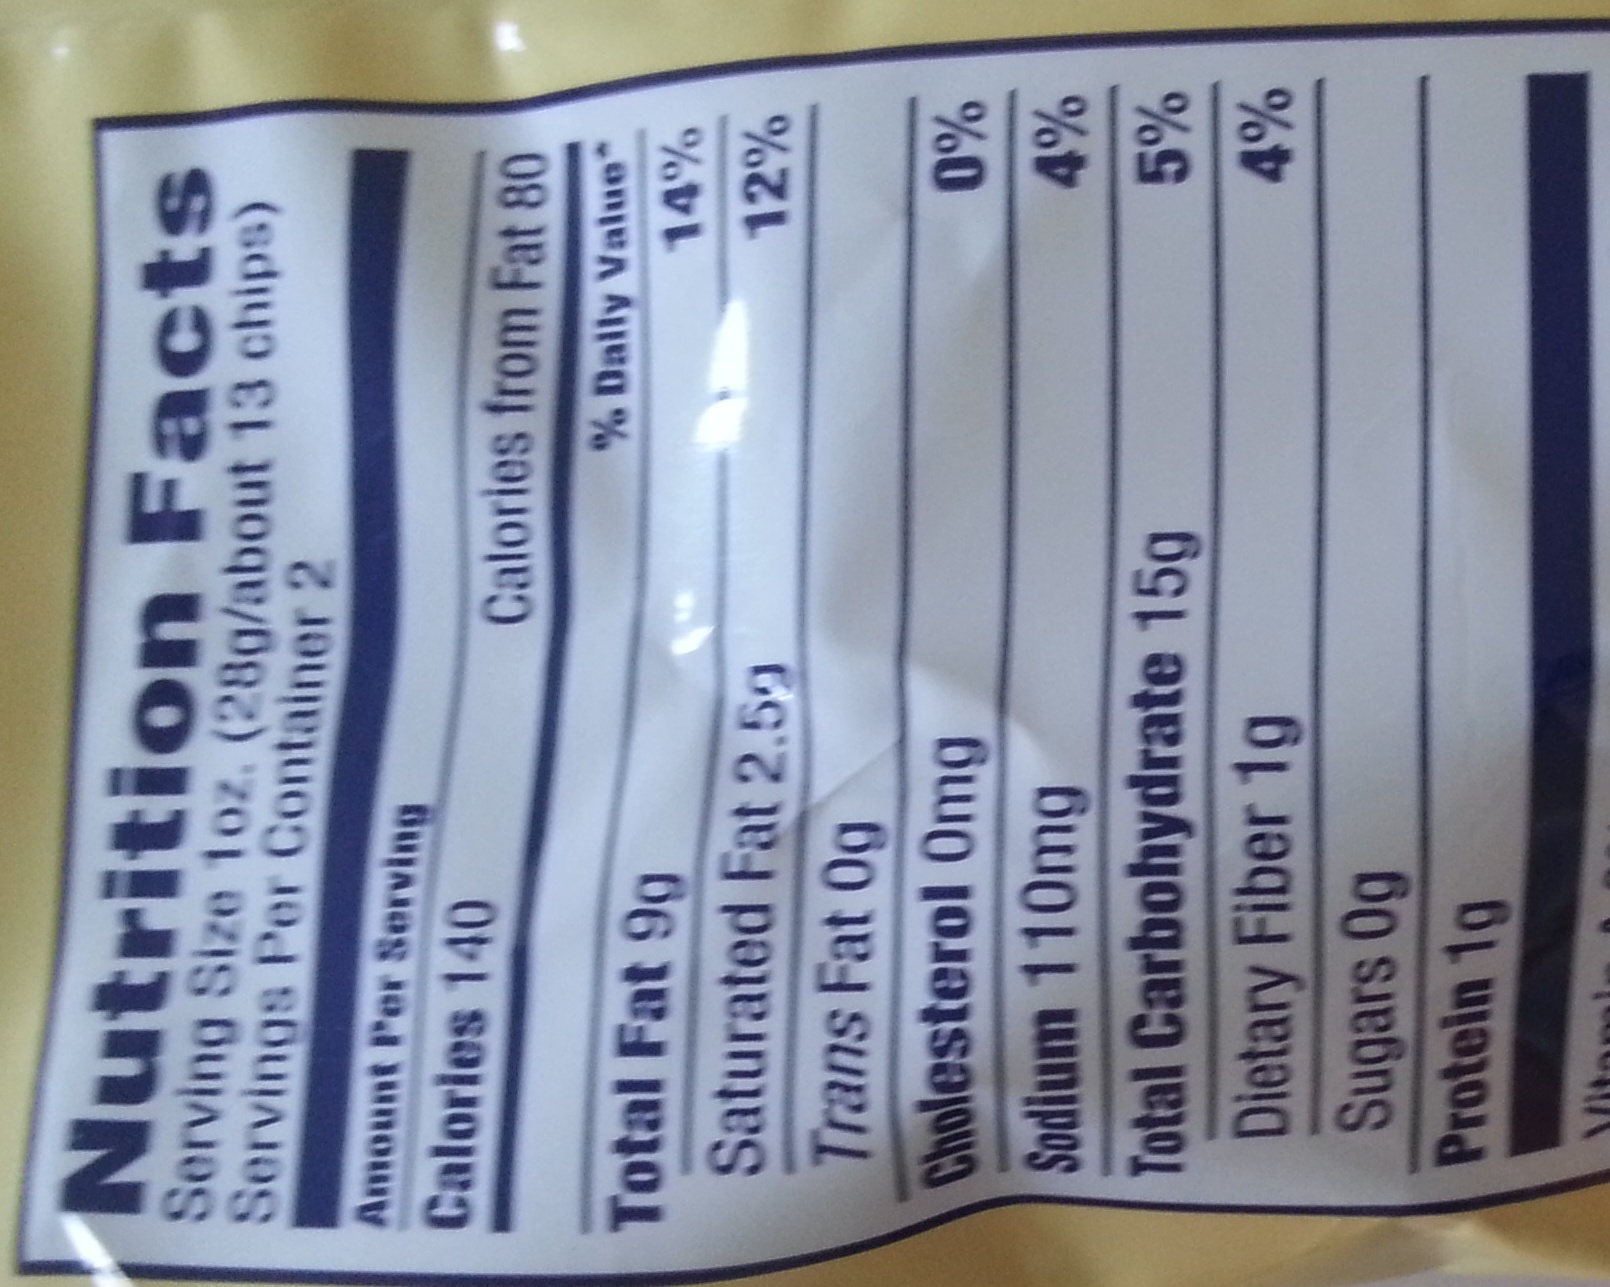 Nutrition Facts
Serving Size 1oz. (28g/about 13 chips)
Servings Per Container 2
Amount Per Serving
Calories 140 Calories from Fat 80
% Daily Value*
Total Fat 9g 14%
Saturated Fat 2.5g 12%
Trans Fat 0g
Cholesterol 0mg 0%
Sodium 110mg 4%
Total Carbohydrate 15g 5%
Dietary Fiber 1g 4%
Sugars 0g
Protein 1g
Vitamin A